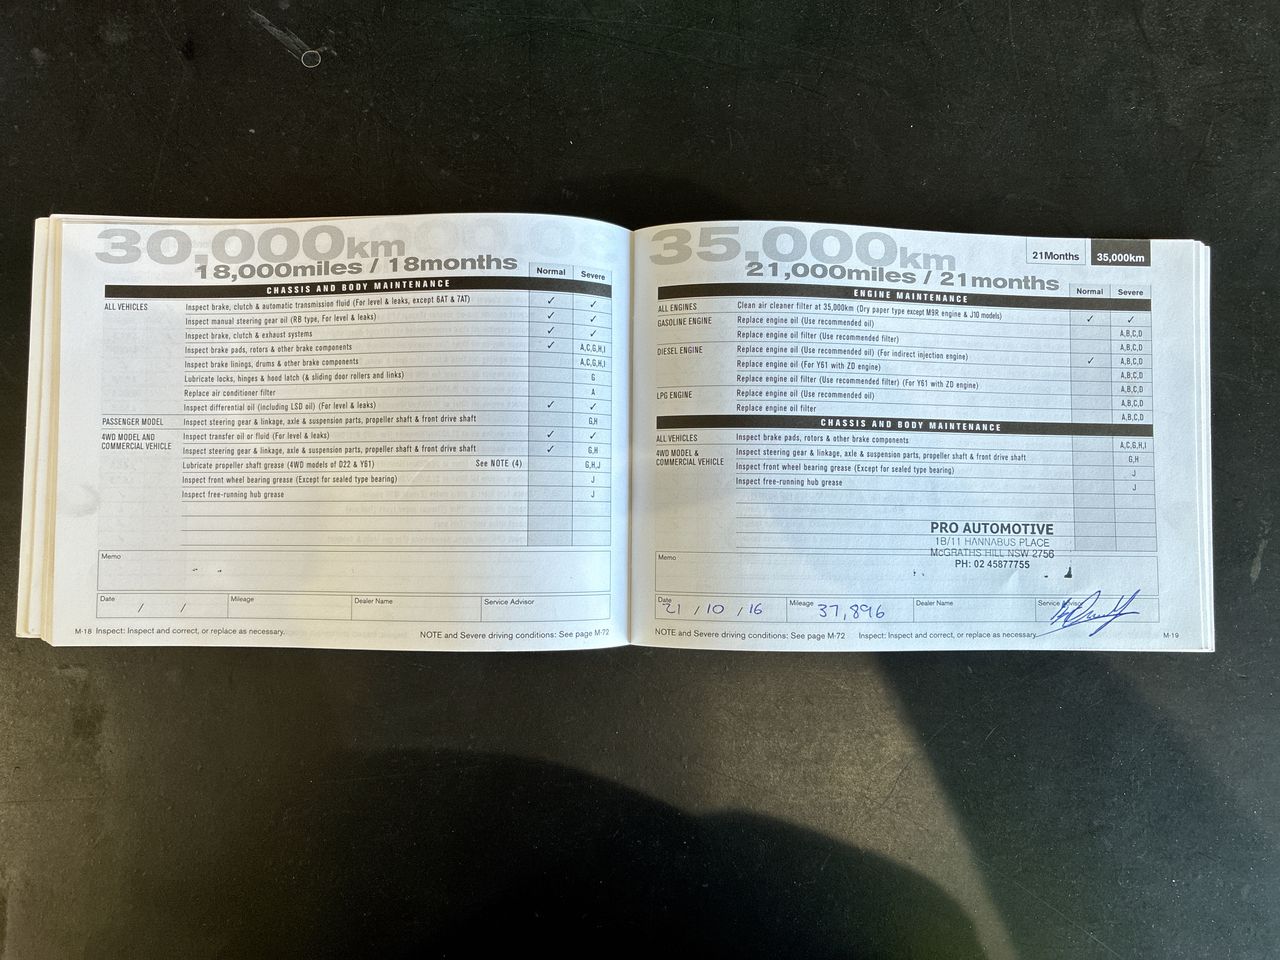 30,000km
18,000miles / 18months
Normal Severe
CHASSIS AND BODY MAINTENANCE
ALL VEHICLES Inspect brake, clutch & automatic transmission fluid (For level & leaks, except 6AT & 7AT) ✓ ✓
Inspect manual steering gear oil (RB type, For level & leaks) ✓ ✓
Inspect brake, clutch & exhaust systems ✓ ✓
Inspect brake pads, rotors & other brake components ✓ A,C,G,H,I
Inspect brake linings, drums & other brake components A,C,G,H,I
Lubricate locks, hinges & hood latch (& sliding door rollers and links) G
Replace air conditioner filter A
Inspect differential oil (including LSD oil) (For level & leaks) ✓ ✓
PASSENGER MODEL Inspect steering gear & linkage, axle & suspension parts, propeller shaft & front drive shaft G,H
4WD MODEL AND Inspect transfer oil or fluid (For level & leaks) ✓ ✓
COMMERCIAL VEHICLE Inspect steering gear & linkage, axle & suspension parts, propeller shaft & front drive shaft ✓ G,H
Lubricate propeller shaft grease (4WD models of D22 & Y61) See NOTE (4) G,H,J
Inspect front wheel bearing grease (Except for sealed type bearing) J
Inspect free-running hub grease J
Memo
Date / / Mileage Dealer Name Service Advisor
M-18 Inspect: Inspect and correct, or replace as necessary. NOTE and Severe driving conditions: See page M-72
35,000km
21,000miles / 21months
21Months 35,000km
Normal Severe
ENGINE MAINTENANCE
ALL ENGINES Clean air cleaner filter at 35,000km (Dry paper type except M9R engine & J10 models) ✓ ✓
GASOLINE ENGINE Replace engine oil (Use recommended oil) A,B,C,D
Replace engine oil filter (Use recommended filter) A,B,C,D
DIESEL ENGINE Replace engine oil (Use recommended oil) (For indirect injection engine) ✓ A,B,C,D
Replace engine oil (For Y61 with ZD engine) A,B,C,D
Replace engine oil filter (Use recommended filter) (For Y61 with ZD engine) A,B,C,D
LPG ENGINE Replace engine oil (Use recommended oil) A,B,C,D
Replace engine oil filter A,B,C,D
CHASSIS AND BODY MAINTENANCE
ALL VEHICLES Inspect brake pads, rotors & other brake components A,C,G,H,I
4WD MODEL & Inspect steering gear & linkage, axle & suspension parts, propeller shaft & front drive shaft G,H
COMMERCIAL VEHICLE Inspect front wheel bearing grease (Except for sealed type bearing) J
Inspect free-running hub grease J
PRO AUTOMOTIVE
1B/11 HANNABUS PLACE
McGRATHS HILL NSW 2756
PH: 02 45877755
Memo
Date 21 / 10 / 16 Mileage 37,896 Dealer Name Service Advisor
NOTE and Severe driving conditions: See page M-72 Inspect: Inspect and correct, or replace as necessary. M-19